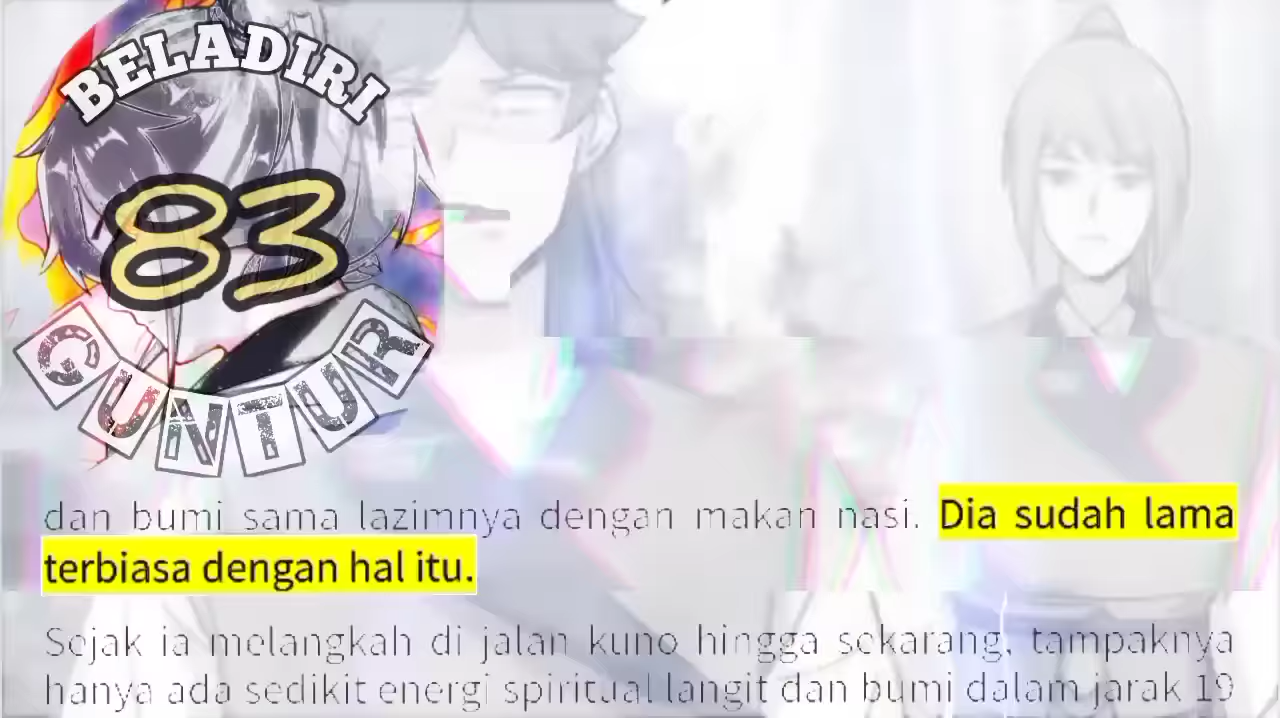 BELADIRI
83
GUNTUR
dan bumi sama lazimnya dengan makan nasi. Dia sudah lama
terbiasa dengan hal itu.
Sejak ia melangkah di jalan kuno hingga sekarang, tampaknya
hanya ada sedikit energi spiritual langit dan bumi dalam jarak 19